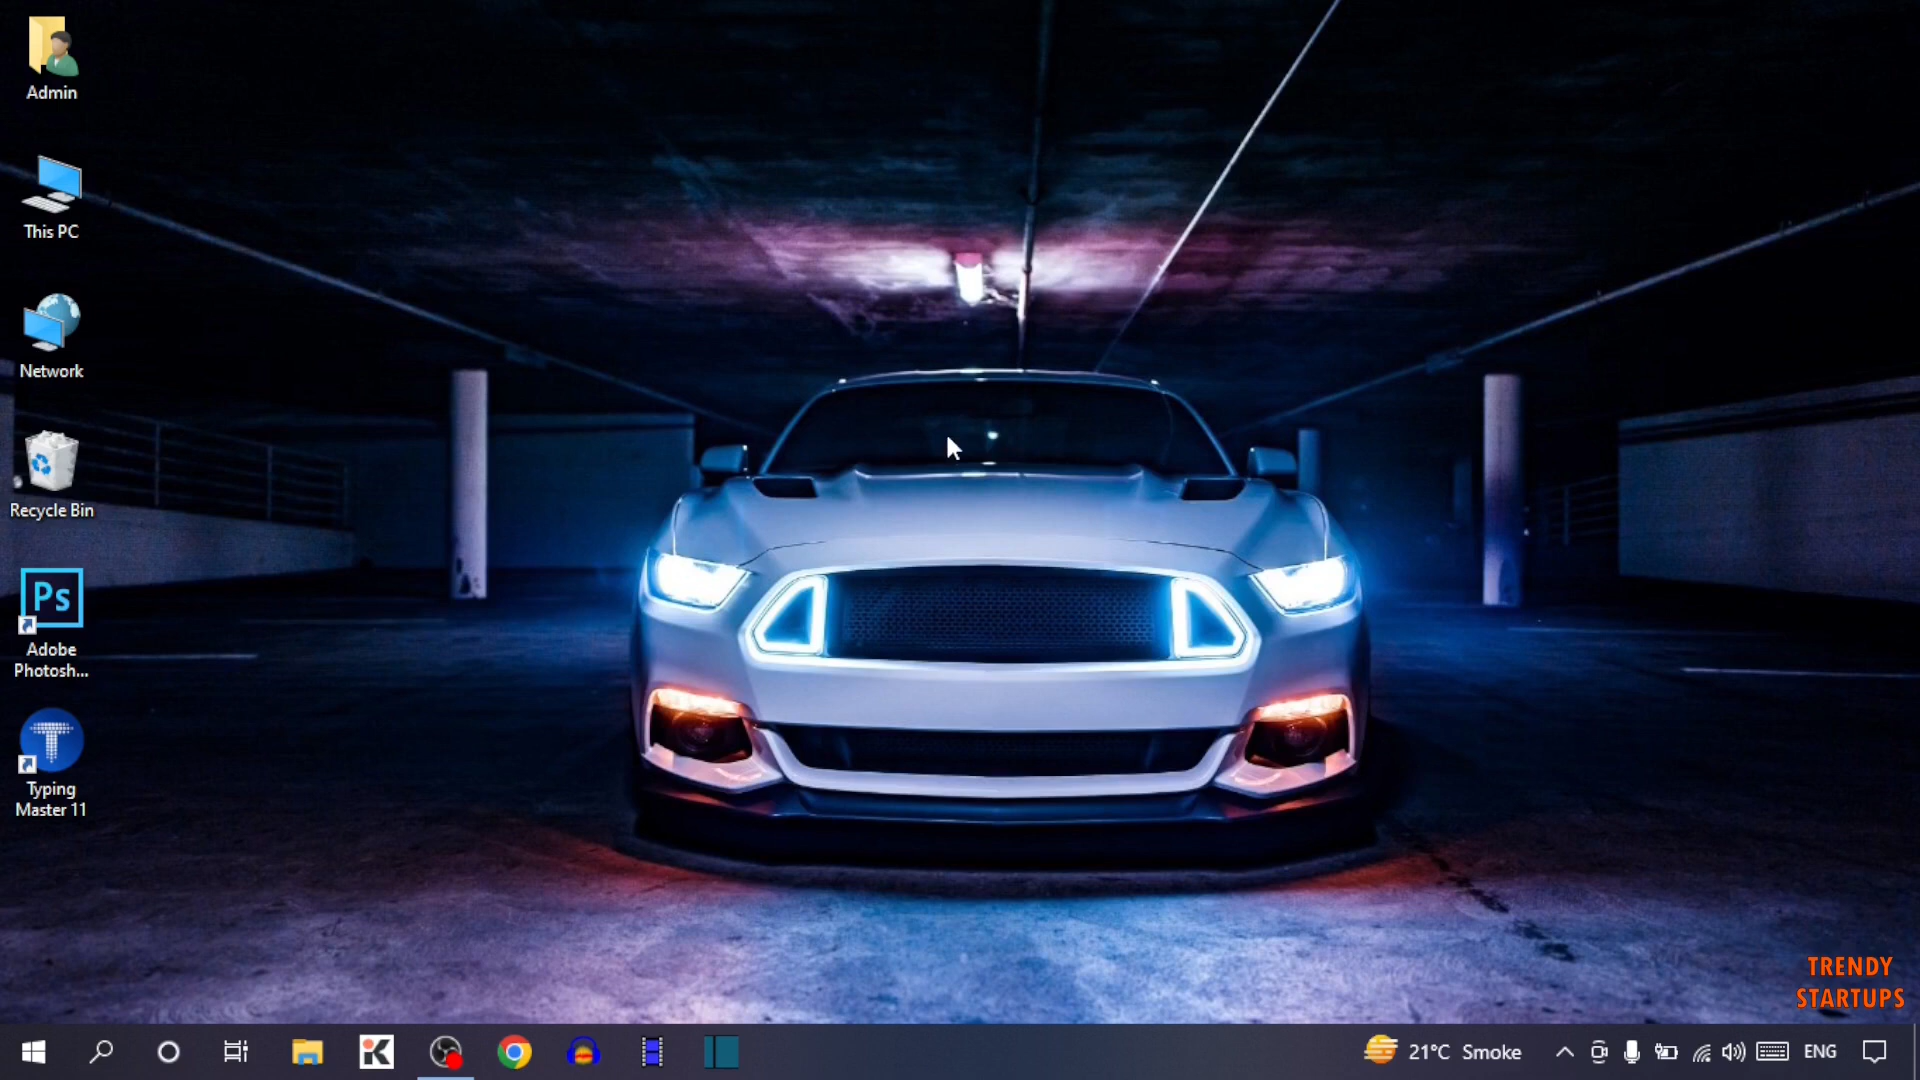 Admin
This PC
Network
Recycle Bin
Ps
Adobe
Photosh...
T
Typing
Master 11
TRENDY
STARTUPS
K
21°C Smoke
ENG